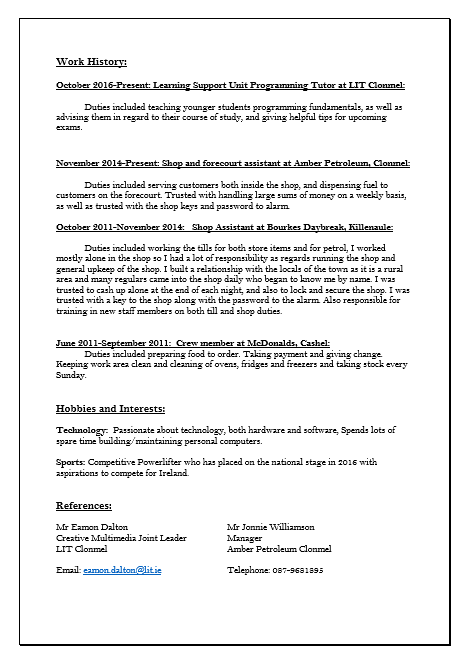 Work History:
October 2016-Present: Learning Support Unit Programming Tutor at LIT Clonmel:
Duties included teaching younger students programming fundamentals, as well as
advising them in regard to their course of study, and giving helpful tips for upcoming
exams.
November 2014-Present: Shop and forecourt assistant at Amber Petroleum, Clonmel:
Duties included serving customers both inside the shop, and dispensing fuel to
customers on the forecourt. Trusted with handling large sums of money on a weekly basis,
as well as trusted with the shop keys and password to alarm.
October 2011-November 2014: Shop Assistant at Bourkes Daybreak, Killenaule:
Duties included working the tills for both store items and for petrol, I worked
mostly alone in the shop so I had a lot of responsibility as regards running the shop and
general upkeep of the shop. I built a relationship with the locals of the town as it is a rural
area and many regulars came into the shop daily who began to know me by name. I was
trusted to cash up alone at the end of each night, and also to lock and secure the shop. I was
trusted with a key to the shop along with the password to the alarm. Also responsible for
training in new staff members on both till and shop duties.
June 2011-September 2011: Crew member at McDonalds, Cashel:
Duties included preparing food to order. Taking payment and giving change.
Keeping work area clean and cleaning of ovens, fridges and freezers and taking stock every
Sunday.
Hobbies and Interests:
Technology: Passionate about technology, both hardware and software, Spends lots of
spare time building/maintaining personal computers.
Sports: Competitive Powerlifter who has placed on the national stage in 2016 with
aspirations to compete for Ireland.
References:
Mr Eamon Dalton Mr Jonnie Williamson
Creative Multimedia Joint Leader Manager
LIT Clonmel Amber Petroleum Clonmel
Email: eamon.dalton@lit.ie Telephone: